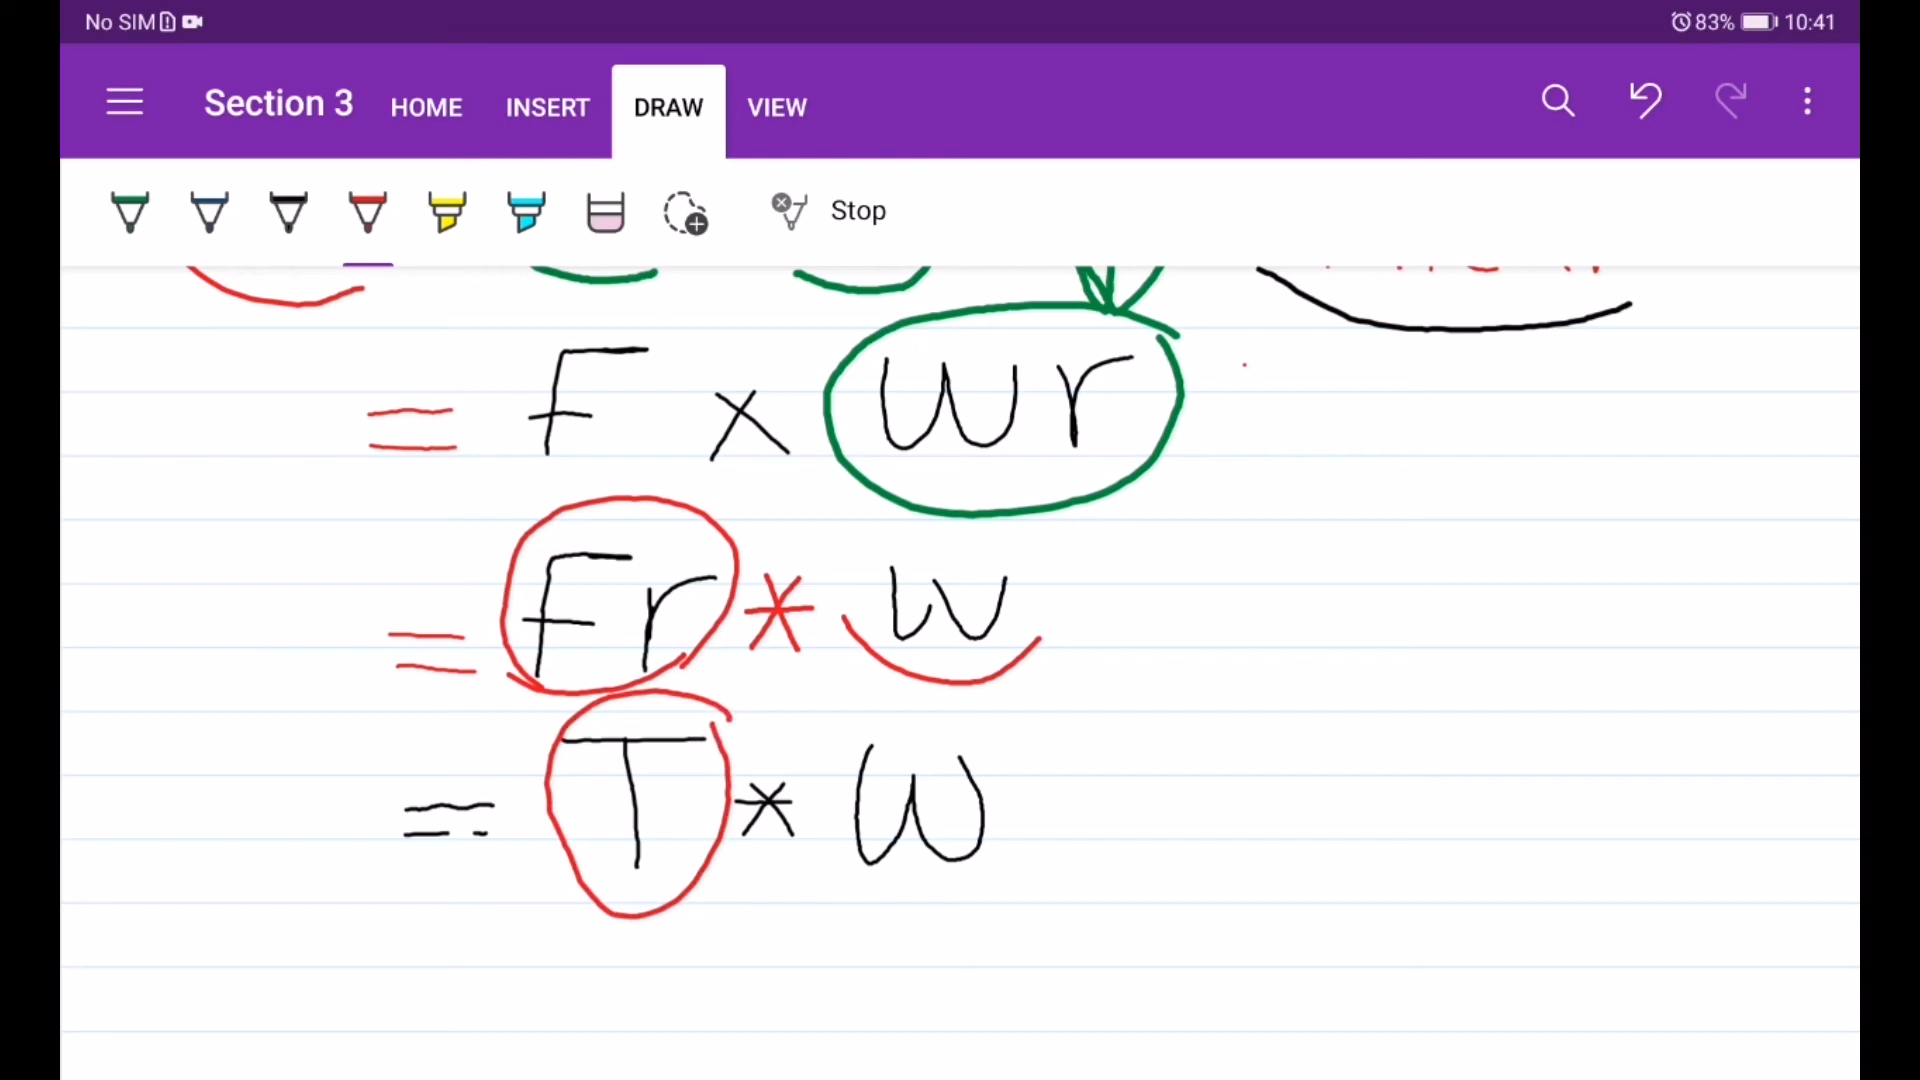 No SIM 83% 10:41
Section 3 HOME INSERT DRAW VIEW
Stop
= F × Wr
= Fr * W
= T * W